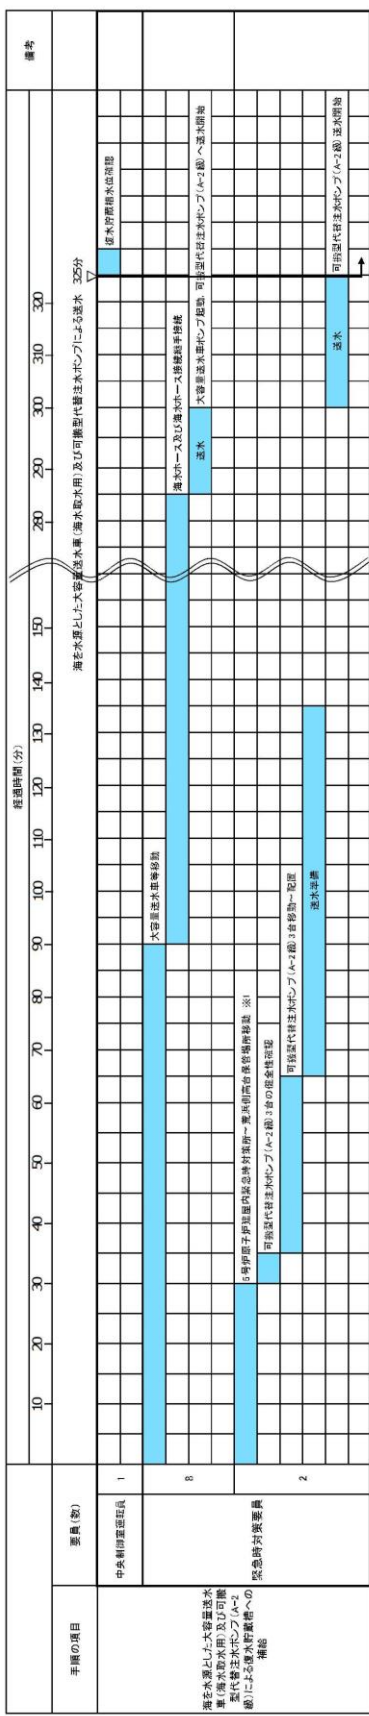 手順の項目
要員(数)
経過時間(分)
備考
10
20
30
40
50
60
70
80
90
100
110
120
130
140
150
280
290
300
310
320
海を水源とした大容量送水車(海水取水用)及び可搬型代替注水ポンプによる送水 325分
海を水源とした大容量送水
車(海水取水用)及び可搬
型代替注水ポンプ(A-2
級)による復水貯蔵槽への
補給
中央制御室運転員
1
復水貯蔵槽水位確認
緊急時対策要員
8
大容量送水車等移動
海水ホース及び海水ホース接続継手接続
送水
大容量送水車ポンプ起動、可搬型代替注水ポンプ(A-2級)へ送水開始
2
5号炉原子炉建屋内緊急時対策所~荒浜側高台保管場所移動 ※1
可搬型代替注水ポンプ(A-2級)3台の健全性確認
可搬型代替注水ポンプ(A-2級)3台移動~配置
送水準備
送水
可搬型代替注水ポンプ(A-2級)送水開始